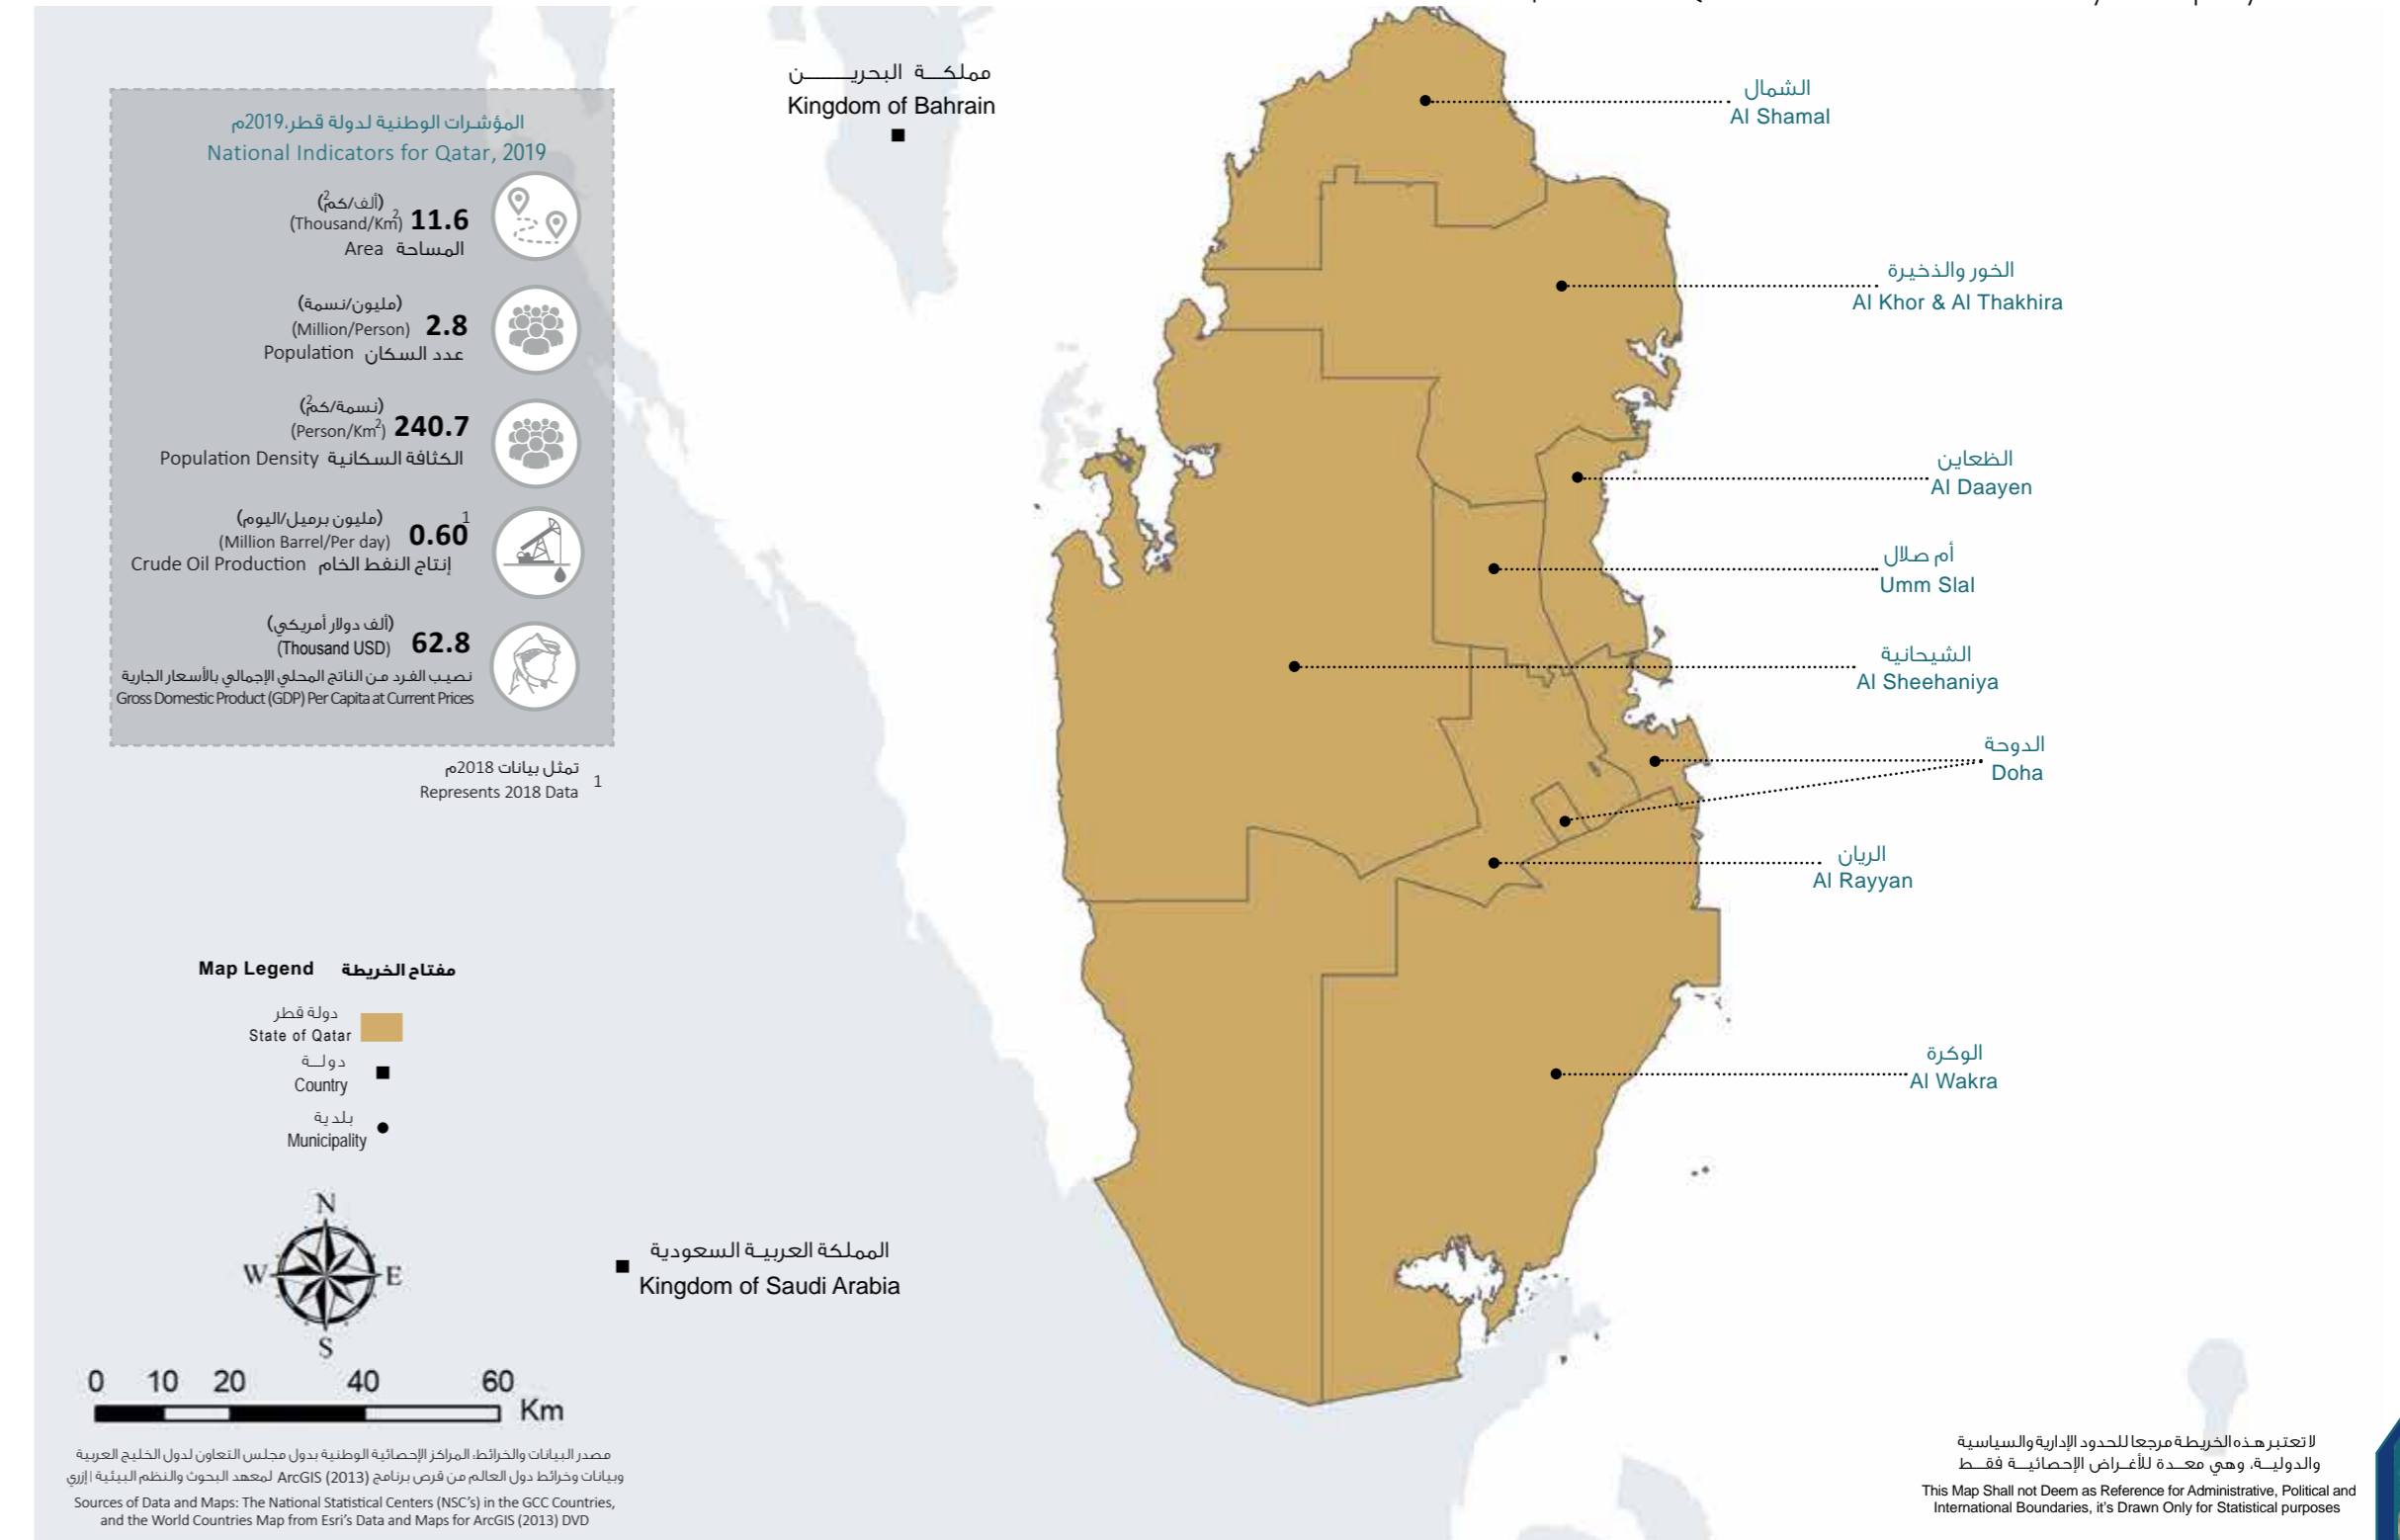 مملكـــة البحريـــــــن
Kingdom of Bahrain
المؤشرات الوطنية لدولة قطر،2019م
National Indicators for Qatar, 2019
(ألف/كم2)
(Thousand/Km2) 11.6
Area المساحة
(مليون/نسمة)
(Million/Person) 2.8
Population عدد السكان
(نسمة/كم2)
(Person/Km2) 240.7
Population Density الكثافة السكانية
(مليون برميل/اليوم)
(Million Barrel/Per day) 0.60 1
Crude Oil Production إنتاج النفط الخام
(ألف دولار أمريكي)
(Thousand USD) 62.8
نصيب الفرد من الناتج المحلي الإجمالي بالأسعار الجارية
Gross Domestic Product (GDP) Per Capita at Current Prices
تمثل بيانات 2018م
1 Represents 2018 Data
الشمال
Al Shamal
الخور والذخيرة
Al Khor & Al Thakhira
الظعاين
Al Daayen
أم صلال
Umm Slal
الشيحانية
Al Sheehaniya
الدوحة
Doha
الريان
Al Rayyan
الوكرة
Al Wakra
Map Legend مفتاح الخريطة
دولة قطر
State of Qatar
دولـــة
Country
بلدية
Municipality
N
W E
S
0 10 20 40 60
Km
المملكة العربيــة السعودية
Kingdom of Saudi Arabia
مصدر البيانات والخرائط: المراكز الإحصائية الوطنية بدول مجلس التعاون لدول الخليج العربية
وبيانات وخرائط دول العالم من قرص برنامج ArcGIS (2013) لمعهد البحوث والنظم البيئية إزري
Sources of Data and Maps: The National Statistical Centers (NSC's) in the GCC Countries,
and the World Countries Map from Esri's Data and Maps for ArcGIS (2013) DVD
لا تعتبر هـذه الخريطـة مرجعا للحدود الإدارية والسياسية
والدوليـــة، وهي معـــدة للأغــراض الإحصائيـــة فقـــط
This Map Shall not Deem as Reference for Administrative, Political and
International Boundaries, it's Drawn Only for Statistical purposes